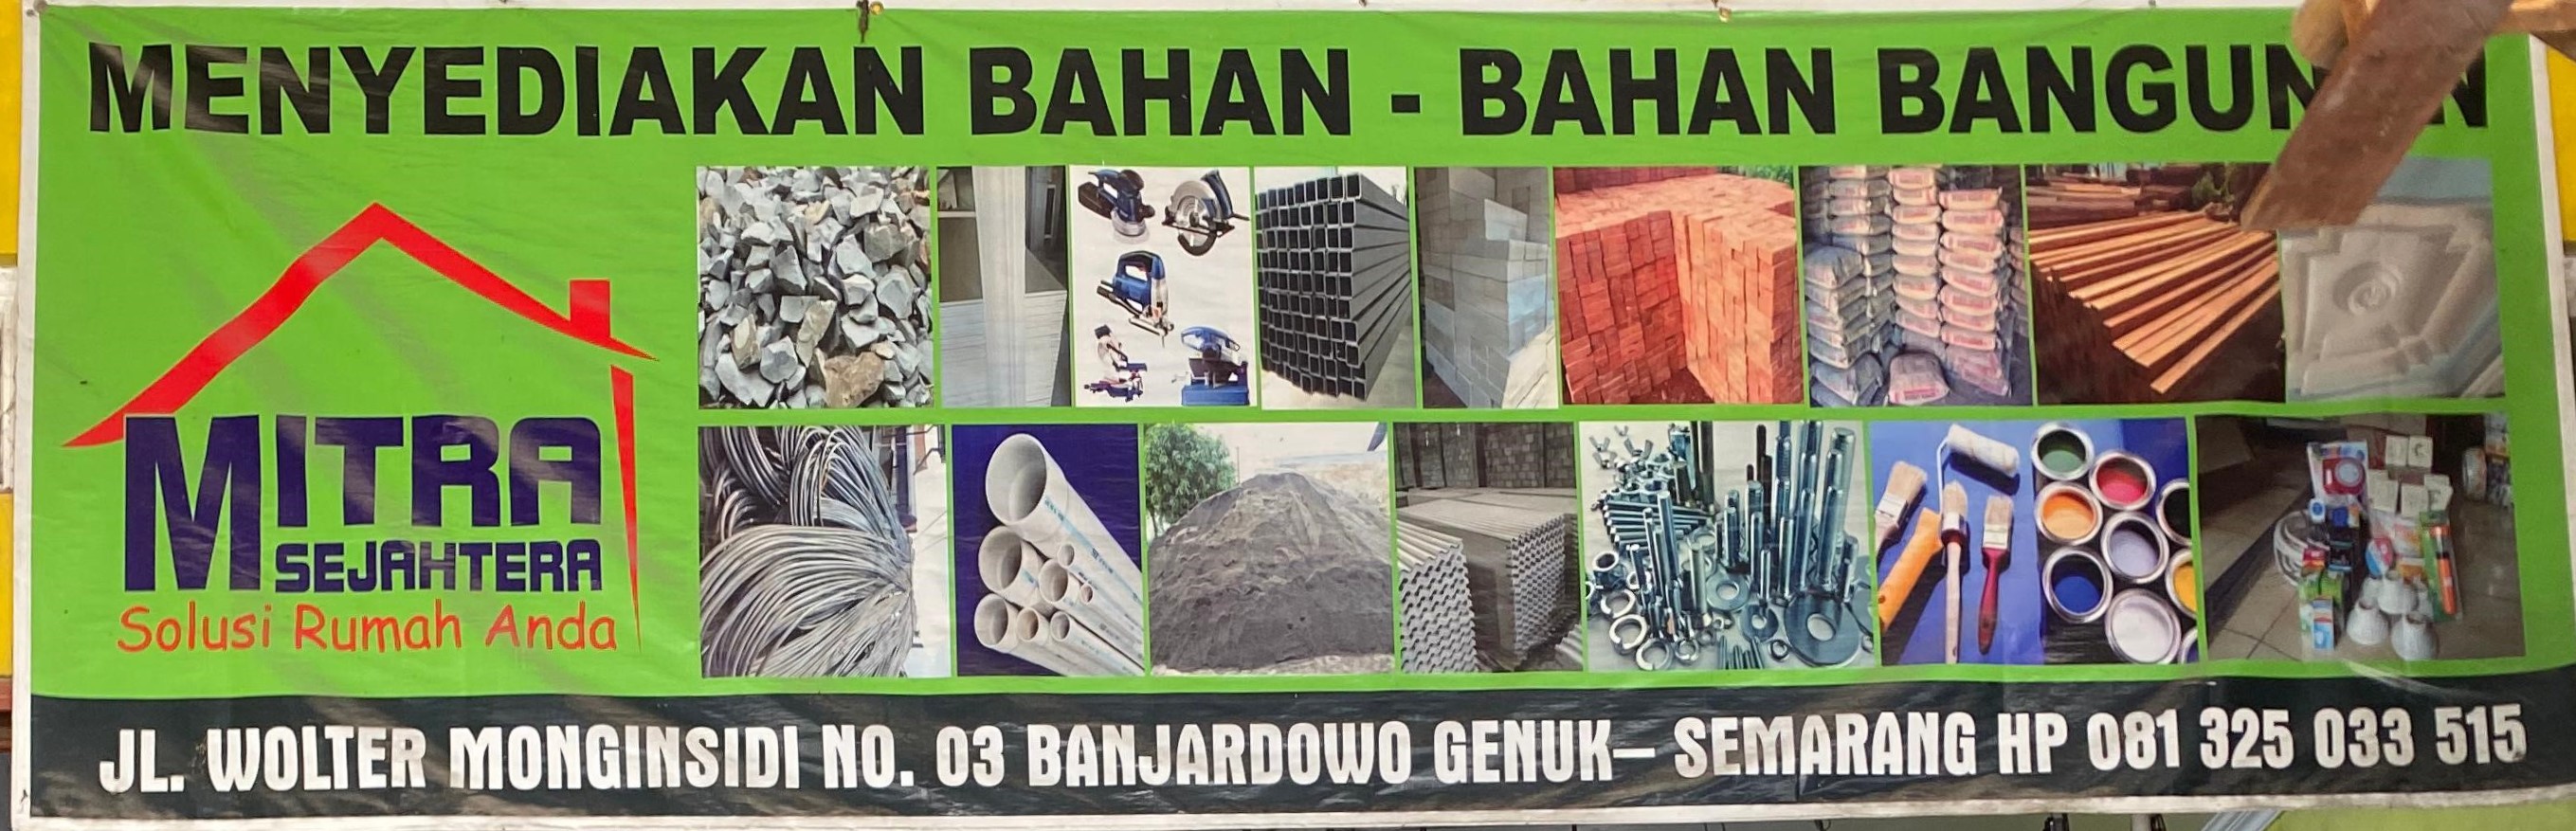 MENYEDIAKAN BAHAN - BAHAN BANGUNAN
MITRA
SEJAHTERA
Solusi Rumah Anda
JL. WOLTER MONGINSIDI NO. 03 BANJARDOWO GENUK– SEMARANG HP 081 325 033 515